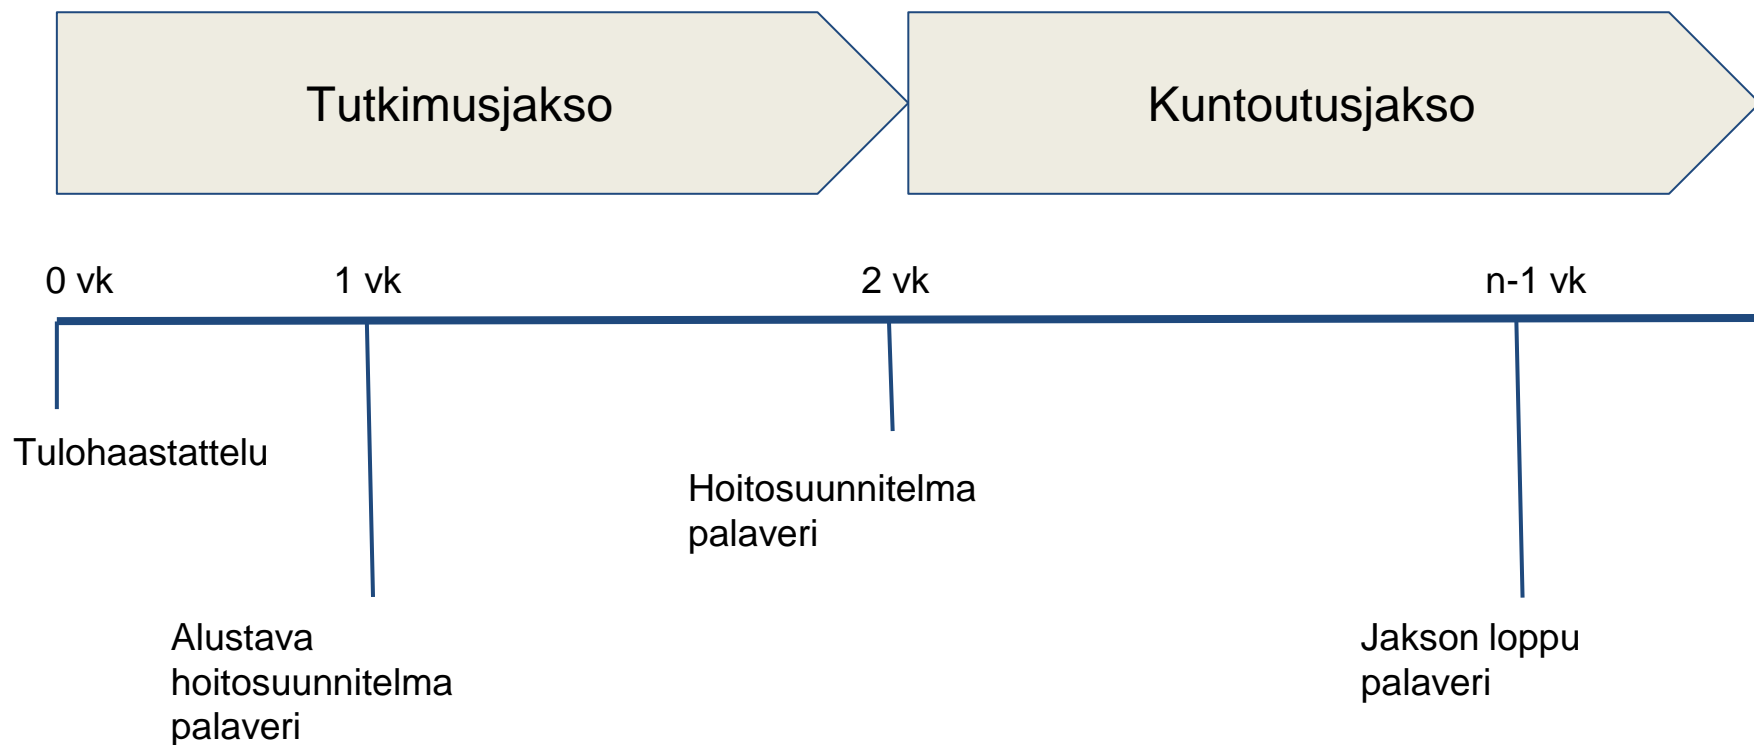 Tutkimusjakso
Kuntoutusjakso
0 vk
1 vk
2 vk
n-1 vk
Tulohaastattelu
Hoitosuunnitelma
palaveri
Alustava
hoitosuunnitelma
palaveri
Jakson loppu
palaveri